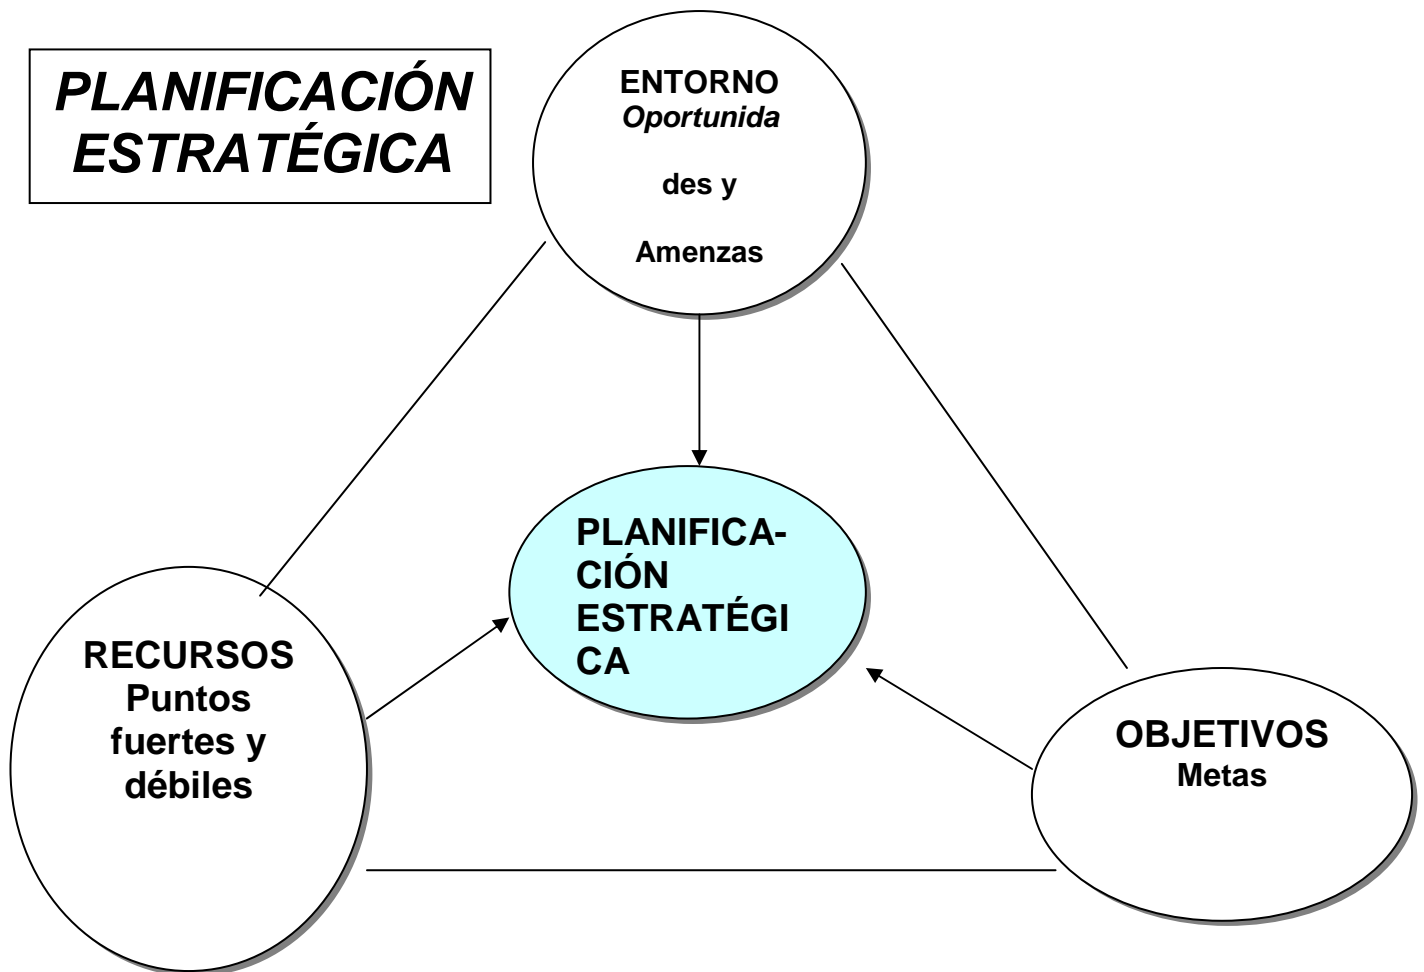 PLANIFICACIÓN
ESTRATÉGICA
ENTORNO
Oportunida
des y
Amenzas
PLANIFICA-
CIÓN
ESTRATÉGI
CA
RECURSOS
Puntos
fuertes y
débiles
OBJETIVOS
Metas